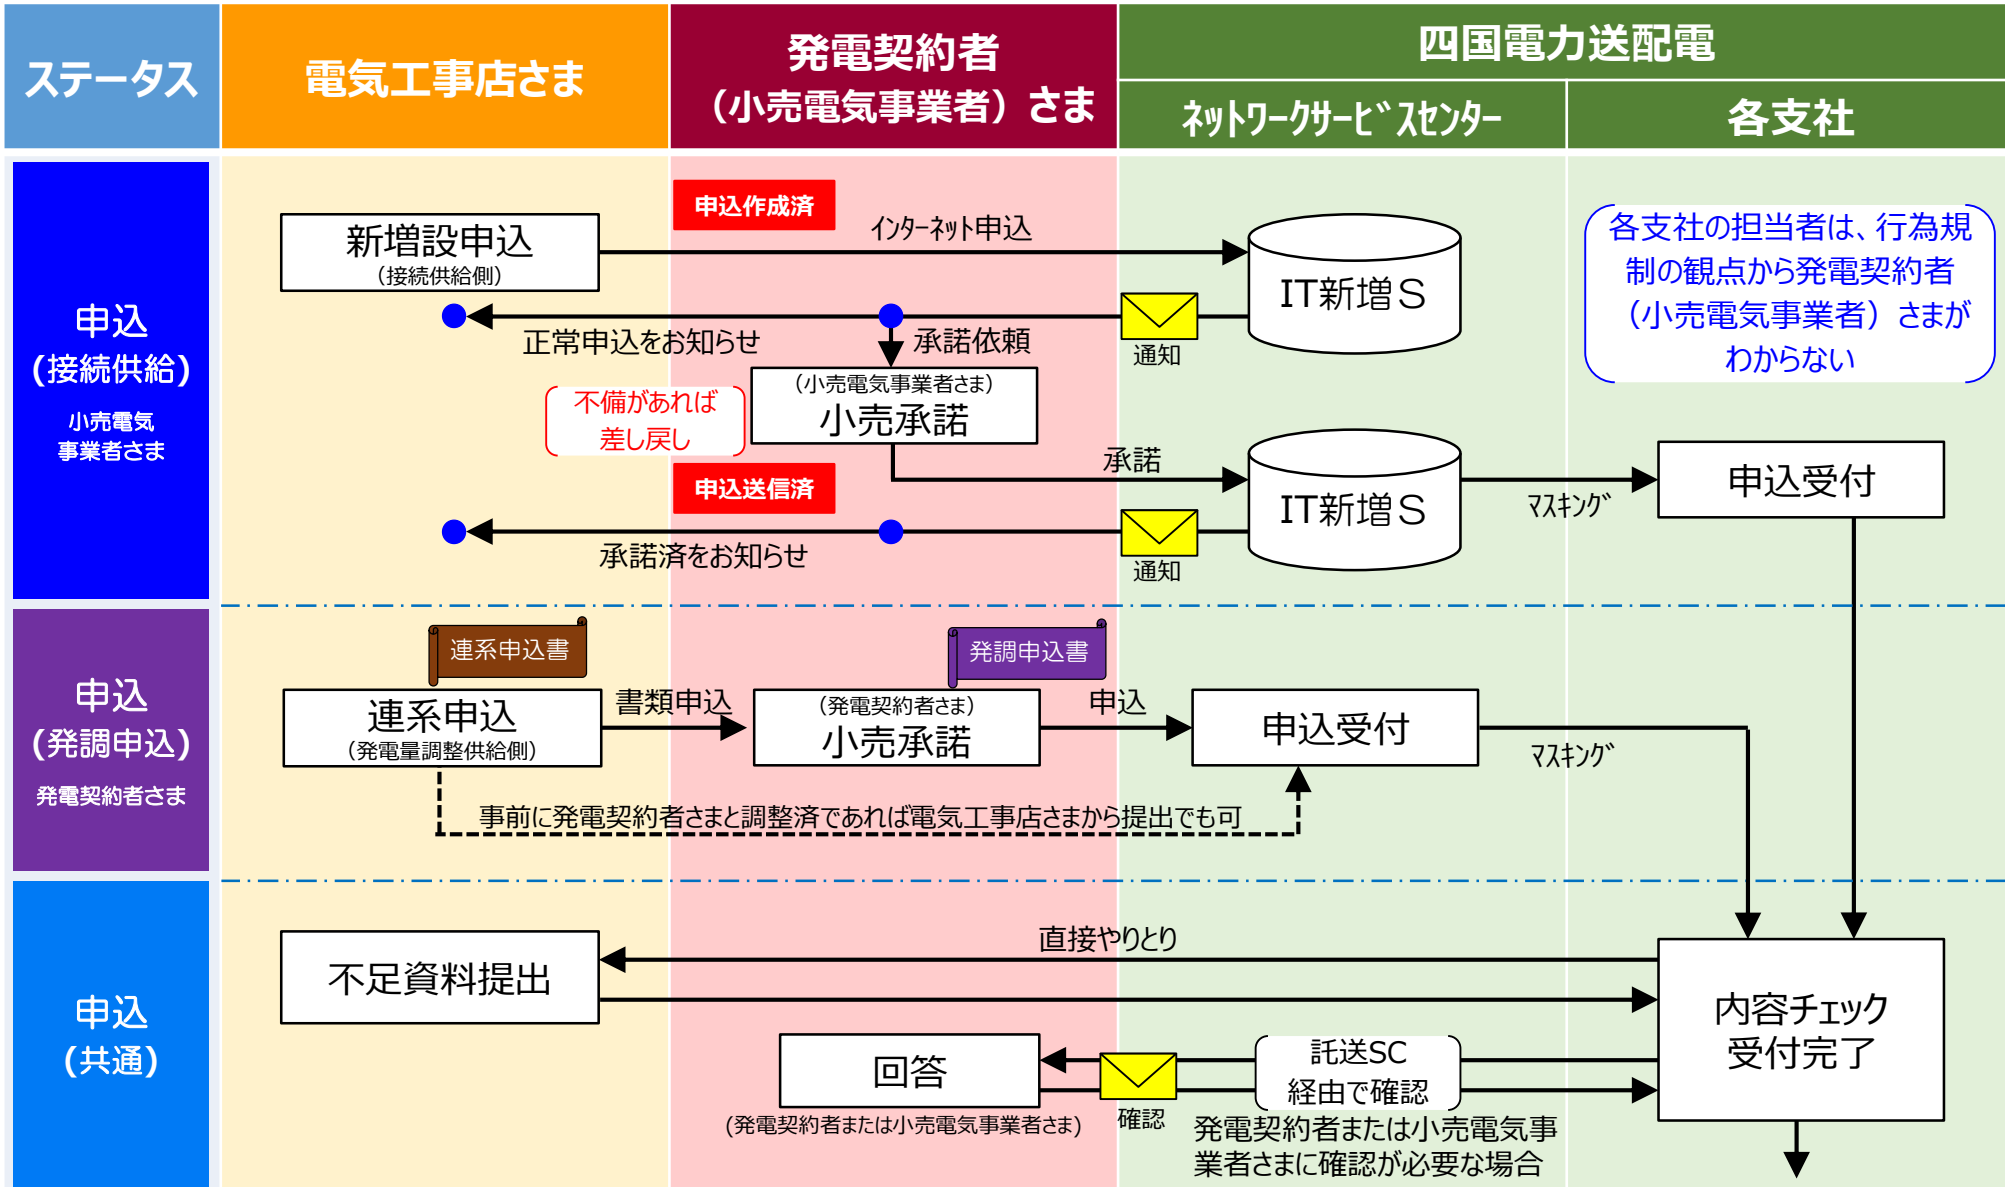 ステータス
電気工事店さま
発電契約者
（小売電気事業者）さま
四国電力送配電
ﾈｯﾄﾜｰｸｻｰﾋﾞｽｾﾝﾀｰ
各支社
申込
(接続供給)
小売電気
事業者さま
申込作成済
新増設申込
（接続供給側）
ｲﾝﾀｰﾈｯﾄ申込
IT新増Ｓ
各支社の担当者は、行為規
制の観点から発電契約者
（小売電気事業者）さまが
わからない
正常申込をお知らせ
承諾依頼
通知
（小売電気事業者さま）
小売承諾
不備があれば
差し戻し
申込送信済
承諾
IT新増Ｓ
ﾏｽｷﾝｸﾞ
申込受付
承諾済をお知らせ
通知
申込
(発調申込)
発電契約者さま
連系申込書
発調申込書
連系申込
（発電量調整供給側）
書類申込
（発電契約者さま）
小売承諾
申込
申込受付
ﾏｽｷﾝｸﾞ
事前に発電契約者さまと調整済であれば電気工事店さまから提出でも可
申込
(共通)
直接やりとり
不足資料提出
内容チェック
受付完了
回答
(発電契約者または小売電気事業者さま)
確認
託送SC
経由で確認
発電契約者または小売電気事
業者さまに確認が必要な場合